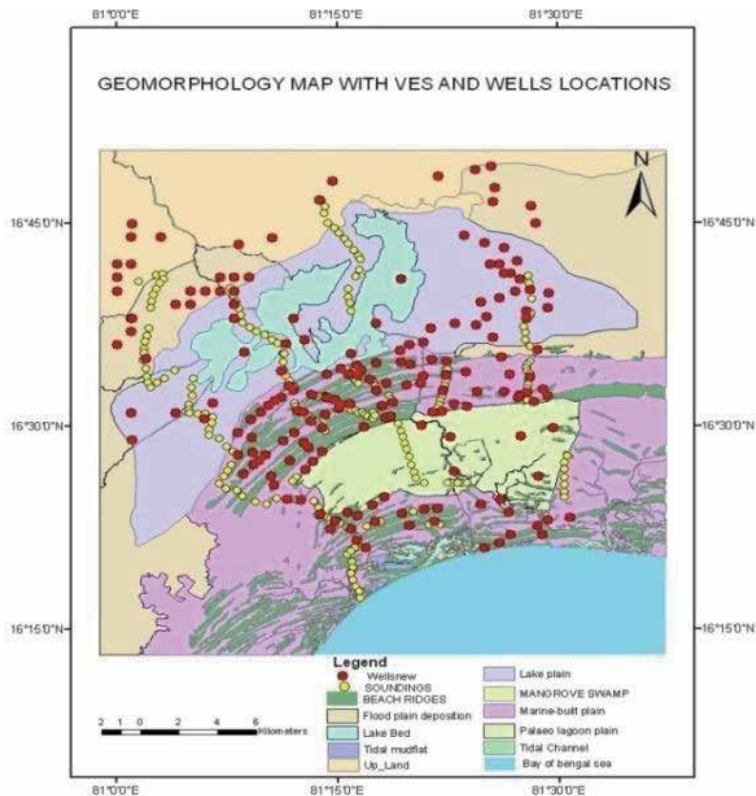 81°0'0"E 81°15'0"E 81°30'0"E
GEOMORPHOLOGY MAP WITH VES AND WELLS LOCATIONS
N
16°45'0"N 16°45'0"N
16°30'0"N 16°30'0"N
16°15'0"N 16°15'0"N
Legend
Wellsnew
SOUNDINGS
BEACH RIDGES
Flood plain deposition
Lake Bed
Tidal mudflat
Up_Land
Lake plain
MANGROVE SWAMP
Marine-built plain
Palaeo lagoon plain
Tidal Channel
Bay of bengal sea
2 1 0 2 4 6
Kilometers
81°0'0"E 81°15'0"E 81°30'0"E